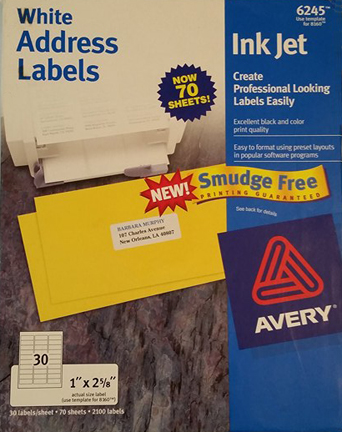 White
Address
Labels
6245™
Use template
for 8160™
Ink Jet
Create
Professional Looking
Labels Easily
Excellent black and color
print quality
Easy to format using preset layouts
in popular software programs
NOW
70
SHEETS!
NEW!
Smudge Free
PRINTING GUARANTEED
See back for details.
BARBARA MURPHY
107 Charles Avenue
New Orleans, LA 40807
AVERY
30
1" x 2⅝"
actual size label
(use template for 8160™)
30 labels/sheet • 70 sheets • 2100 labels